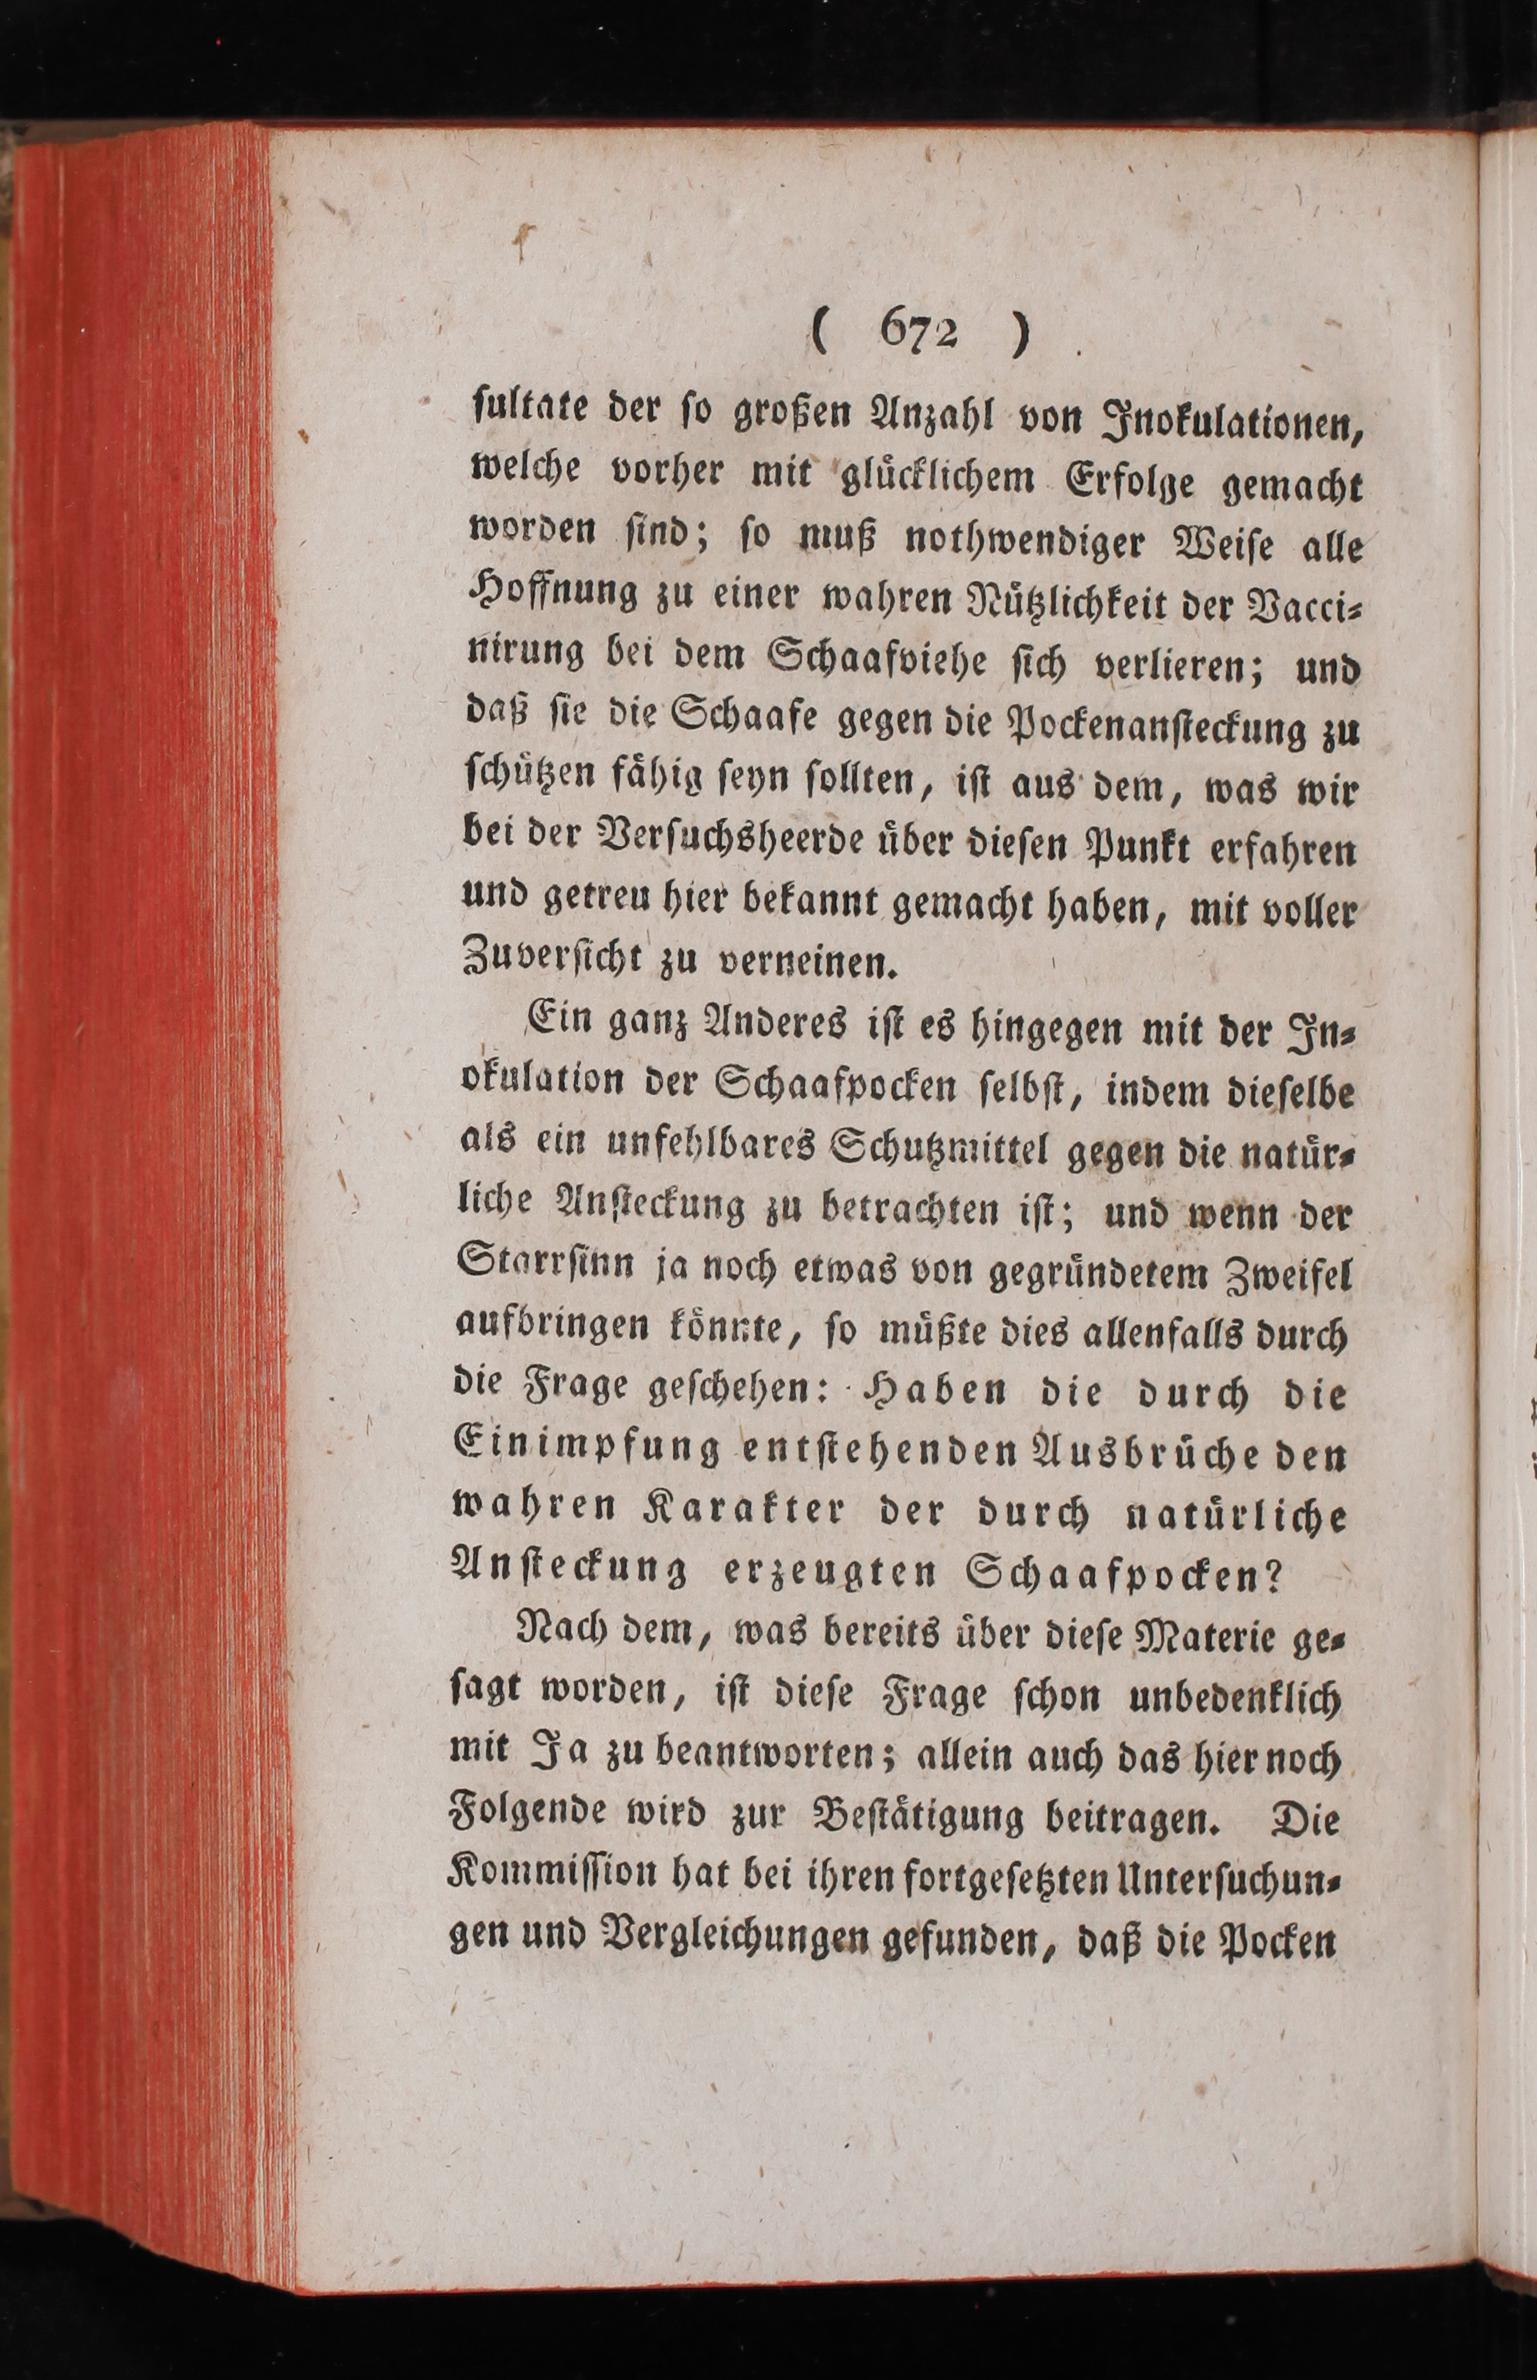 ( 672 )
ſultate der ſo großen Anzahl von Inokulationen,
welche vorher mit glücklichem Erfolge gemacht
worden ſind; ſo muß nothwendiger Weiſe alle
Hoffnung zu einer wahren Nützlichkeit der Vacci⸗
nirung bei dem Schaafviehe ſich verlieren; und
daß ſie die Schaafe gegen die Pockenanſteckung zu
ſchützen fähig ſeyn ſollten, iſt aus dem, was wir
bei der Verſuchsheerde über dieſen Punkt erfahren
und getreu hier bekannt gemacht haben, mit voller
Zuverſicht zu verneinen.
Ein ganz Anderes iſt es hingegen mit der In⸗
okulation der Schaafpocken ſelbſt, indem dieſelbe
als ein unfehlbares Schutzmittel gegen die natür⸗
liche Anſteckung zu betrachten iſt; und wenn der
Starrſinn ja noch etwas von gegründetem Zweifel
aufbringen könnte, ſo müßte dies allenfalls durch
die Frage geſchehen: Haben die durch die
Einimpfung entſtehenden Ausbrüche den
wahren Karakter der durch natürliche
Anſteckung erzeugten Schaafpocken?
Nach dem, was bereits über dieſe Materie ge⸗
ſagt worden, iſt dieſe Frage ſchon unbedenklich
mit Ja zu beantworten; allein auch das hier noch
Folgende wird zur Beſtätigung beitragen. Die
Kommiſſion hat bei ihren fortgeſetzten Unterſuchun⸗
gen und Vergleichungen gefunden, daß die Pocken